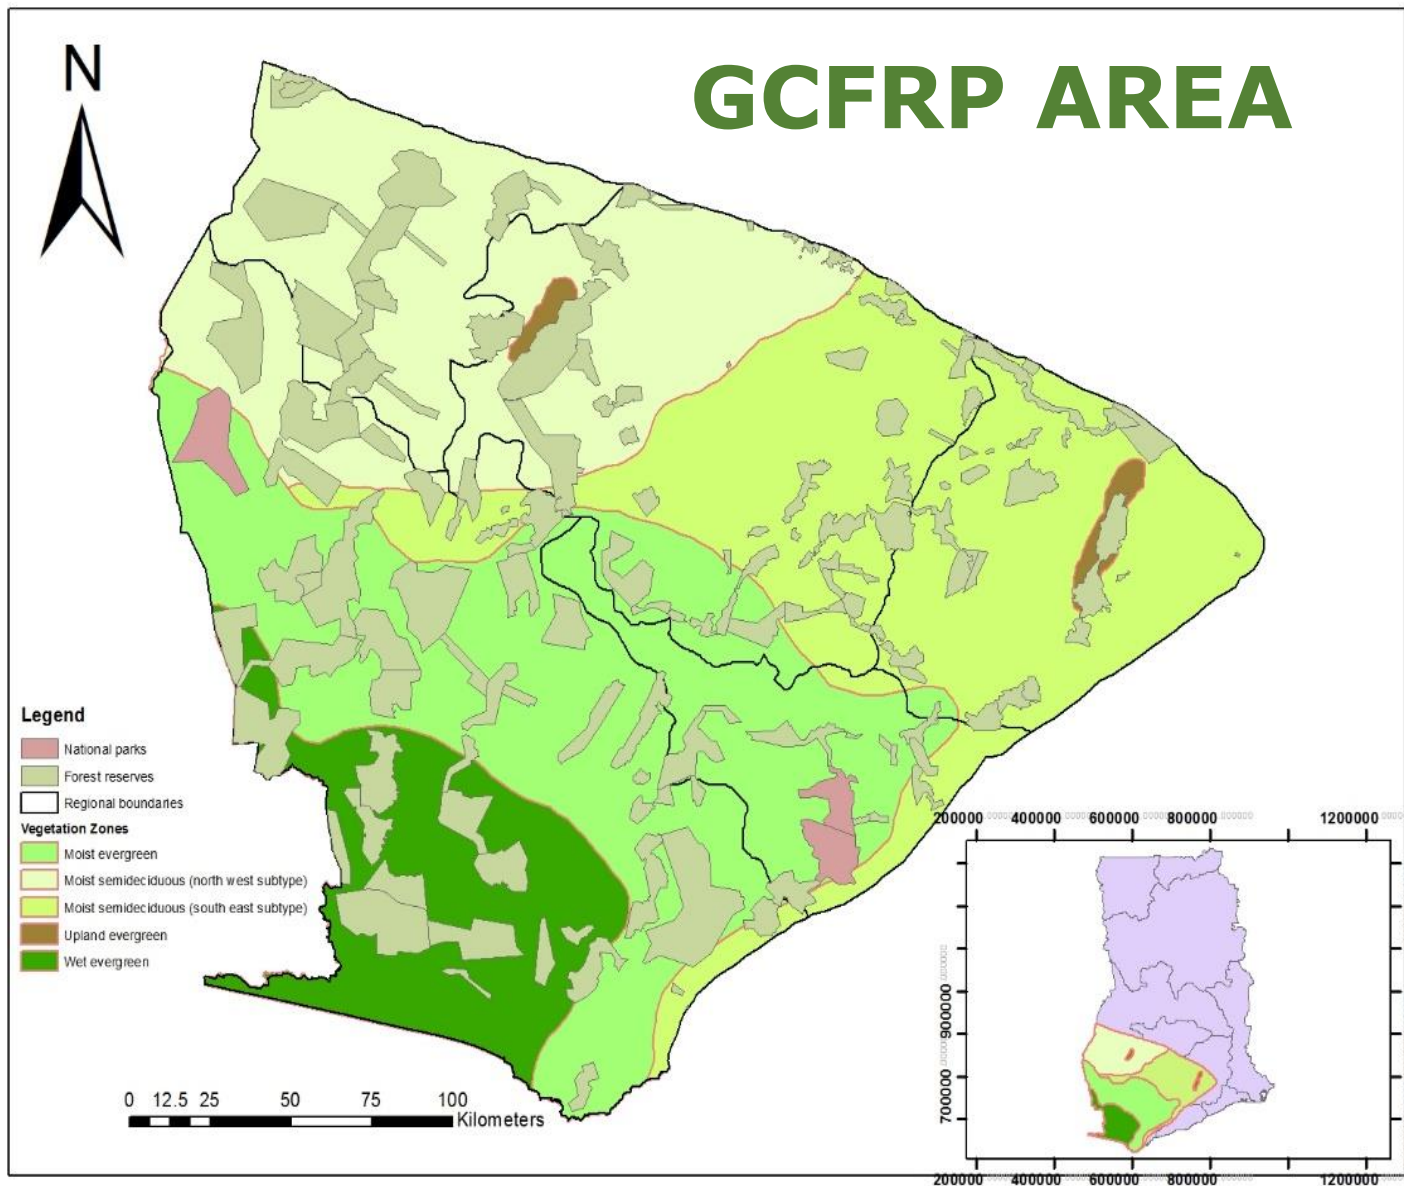 N
GCFRP AREA
Legend
National parks
Forest reserves
Regional boundaries
Vegetation Zones
Moist evergreen
Moist semideciduous (north west subtype)
Moist semideciduous (south east subtype)
Upland evergreen
Wet evergreen
0 12.5 25 50 75 100
Kilometers
200000 400000 600000 800000 1200000
900000
700000
200000 400000 600000 800000 1200000